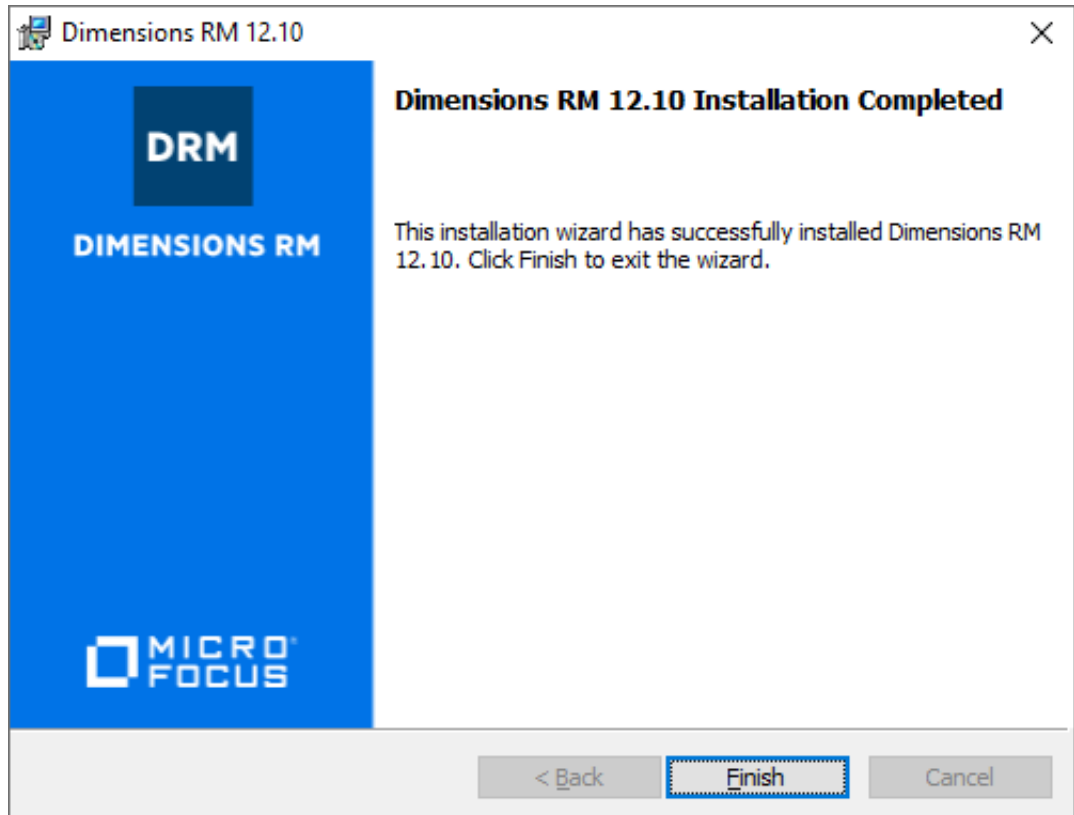 Dimensions RM 12.10
DRM
DIMENSIONS RM
MICRO
FOCUS
Dimensions RM 12.10 Installation Completed
This installation wizard has successfully installed Dimensions RM
12.10. Click Finish to exit the wizard.
< Back
Finish
Cancel